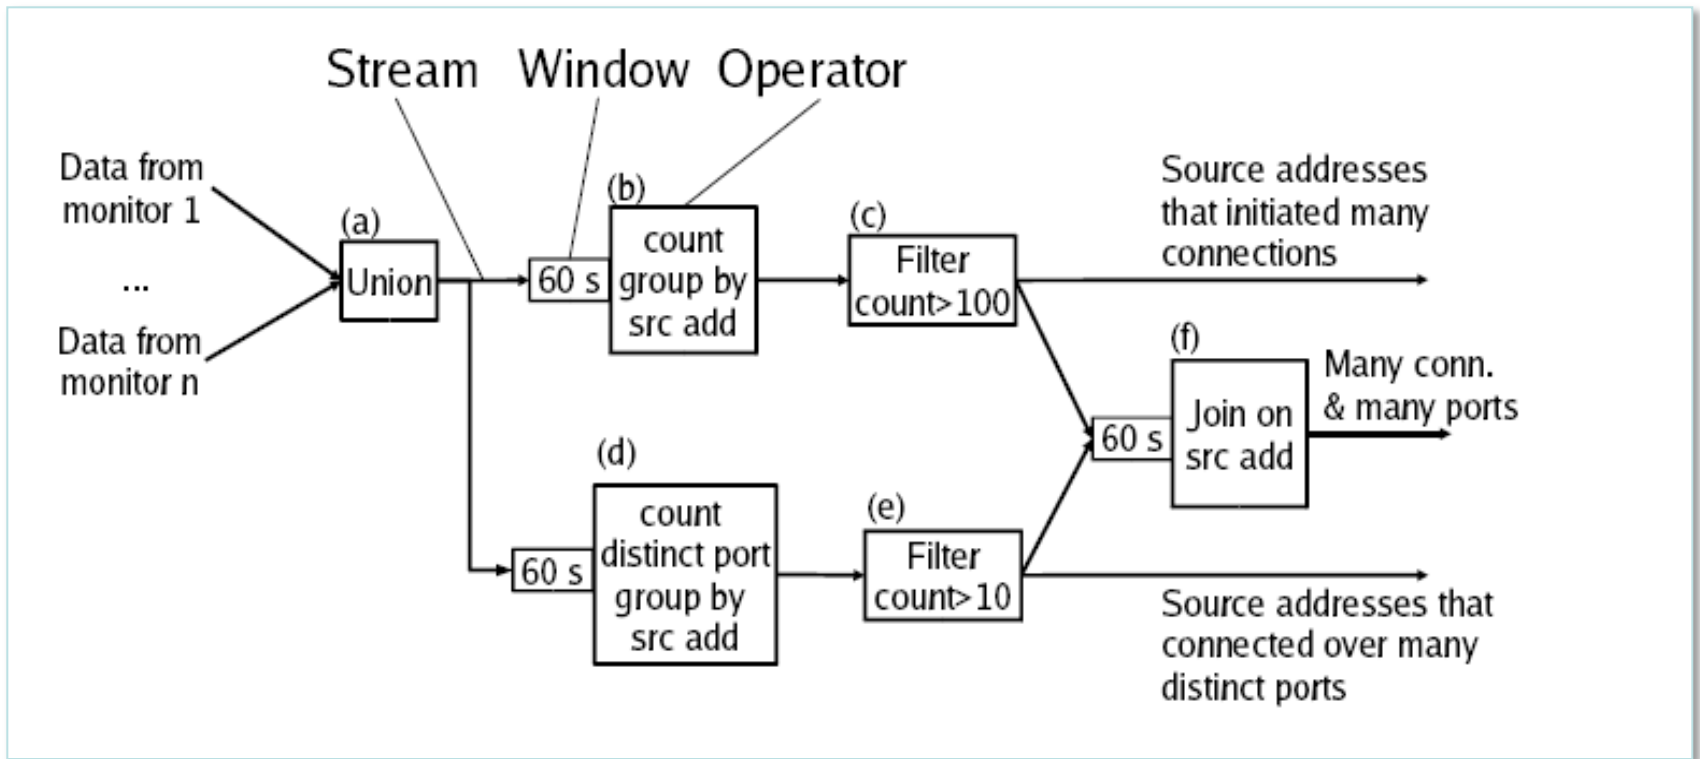 Stream Window Operator
Data from
monitor 1
...
Data from
monitor n
(a)
Union
60 s
(b)
count
group by
src add
(c)
Filter
count>100
Source addresses
that initiated many
connections
(d)
60 s
count
distinct port
group by
src add
(e)
Filter
count>10
(f)
60 s
Join on
src add
Many conn.
& many ports
Source addresses that
connected over many
distinct ports